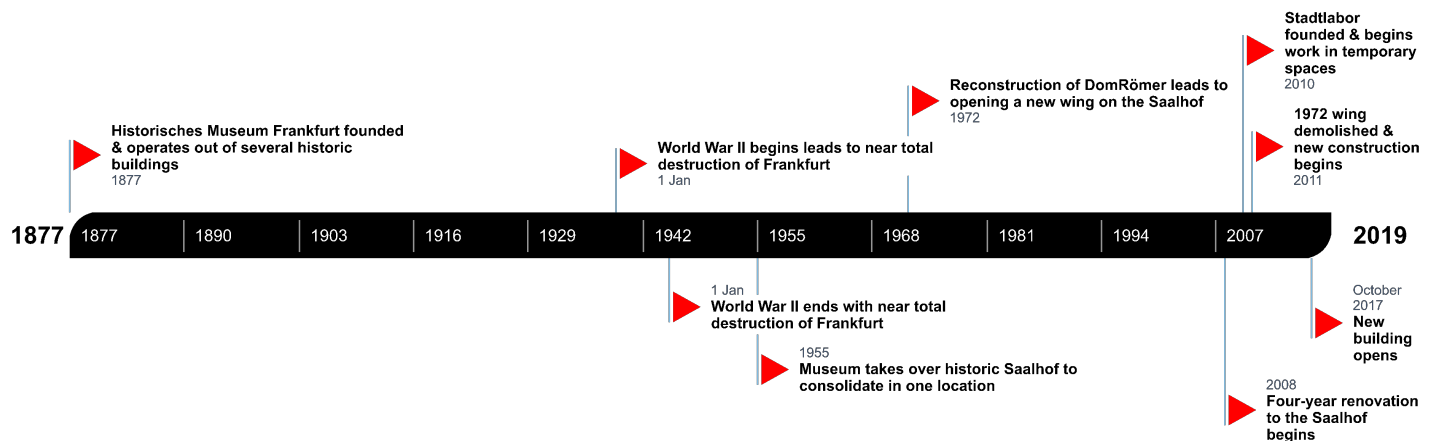 Stadtlabor
founded & begins
work in temporary
spaces
2010
Reconstruction of DomRömer leads to
opening a new wing on the Saalhof
1972
1972 wing
demolished &
new construction
begins
2011
Historisches Museum Frankfurt founded
& operates out of several historic
buildings
1877
World War II begins leads to near total
destruction of Frankfurt
1 Jan
1877 1877 1890 1903 1916 1929 1942 1955 1968 1981 1994 2007 2019
1 Jan
World War II ends with near total
destruction of Frankfurt
October
2017
New
building
opens
1955
Museum takes over historic Saalhof to
consolidate in one location
2008
Four-year renovation
to the Saalhof
begins